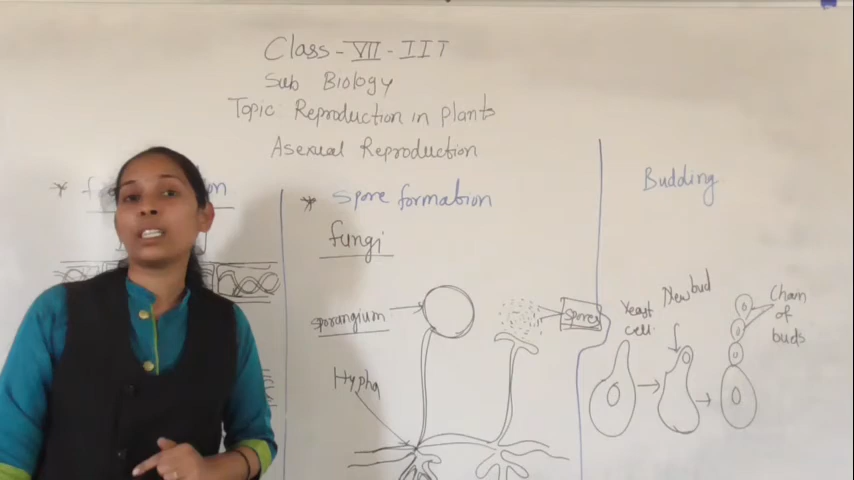 Class - VII - IIT
Sub Biology
Topic: Reproduction in plants
Asexual Reproduction
* spore formation
fungi
sporangium
Hypha
spores
Budding
Yeast
cell
New bud
Chain
of
buds